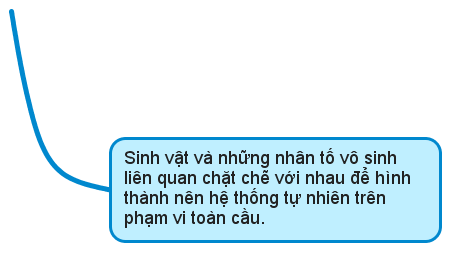 Sinh vật và những nhân tố vô sinh
liên quan chặt chẽ với nhau để hình
thành nên hệ thống tự nhiên trên
phạm vi toàn cầu.